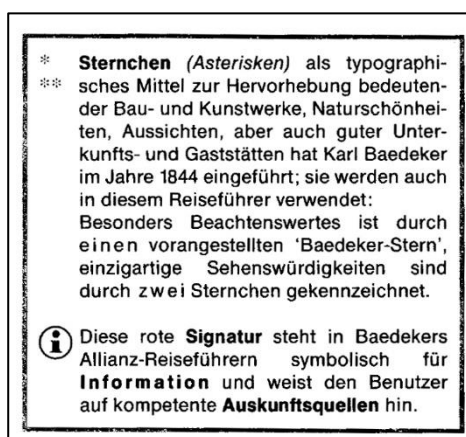 * Sternchen (Asterisken) als typographi-
** sches Mittel zur Hervorhebung bedeuten-
der Bau- und Kunstwerke, Naturschönhei-
ten, Aussichten, aber auch guter Unter-
kunfts- und Gaststätten hat Karl Baedeker
im Jahre 1844 eingeführt; sie werden auch
in diesem Reiseführer verwendet:
Besonders Beachtenswertes ist durch
einen vorangestellten 'Baedeker-Stern',
einzigartige Sehenswürdigkeiten sind
durch zwei Sternchen gekennzeichnet.
i Diese rote Signatur steht in Baedekers
Allianz-Reiseführern symbolisch für
Information und weist den Benutzer
auf kompetente Auskunftsquellen hin.